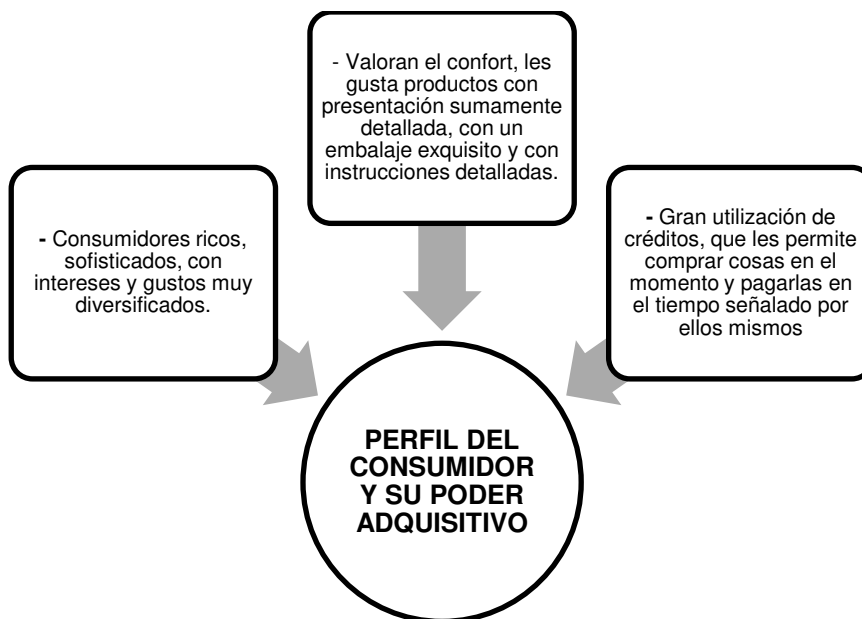 - Consumidores ricos,
sofisticados, con
intereses y gustos muy
diversificados.
- Valoran el confort, les
gusta productos con
presentación sumamente
detallada, con un
embalaje exquisito y con
instrucciones detalladas.
- Gran utilización de
créditos, que les permite
comprar cosas en el
momento y pagarlas en
el tiempo señalado por
ellos mismos
PERFIL DEL
CONSUMIDOR
Y SU PODER
ADQUISITIVO